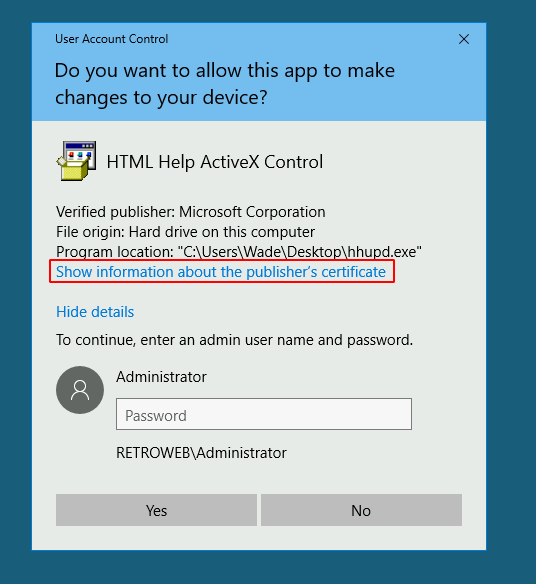 User Account Control
Do you want to allow this app to make
changes to your device?
HTML Help ActiveX Control
Verified publisher: Microsoft Corporation
File origin: Hard drive on this computer
Program location: "C:\Users\Wade\Desktop\hhupd.exe"
Show information about the publisher’s certificate
Hide details
To continue, enter an admin user name and password.
Administrator
Password
RETROWEB\Administrator
Yes
No